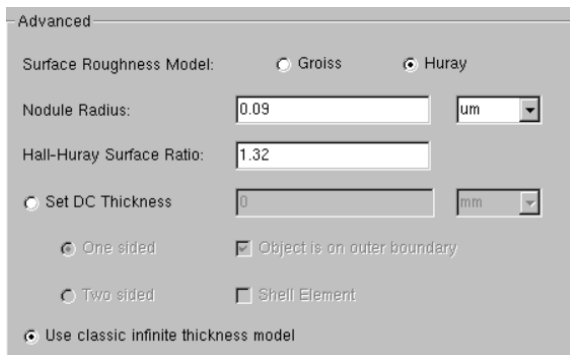 Advanced
Surface Roughness Model: Groiss Huray
Nodule Radius: 0.09 um
Hall-Huray Surface Ratio: 1.32
Set DC Thickness 0 mm
One sided Object is on outer boundary
Two sided Shell Element
Use classic infinite thickness model